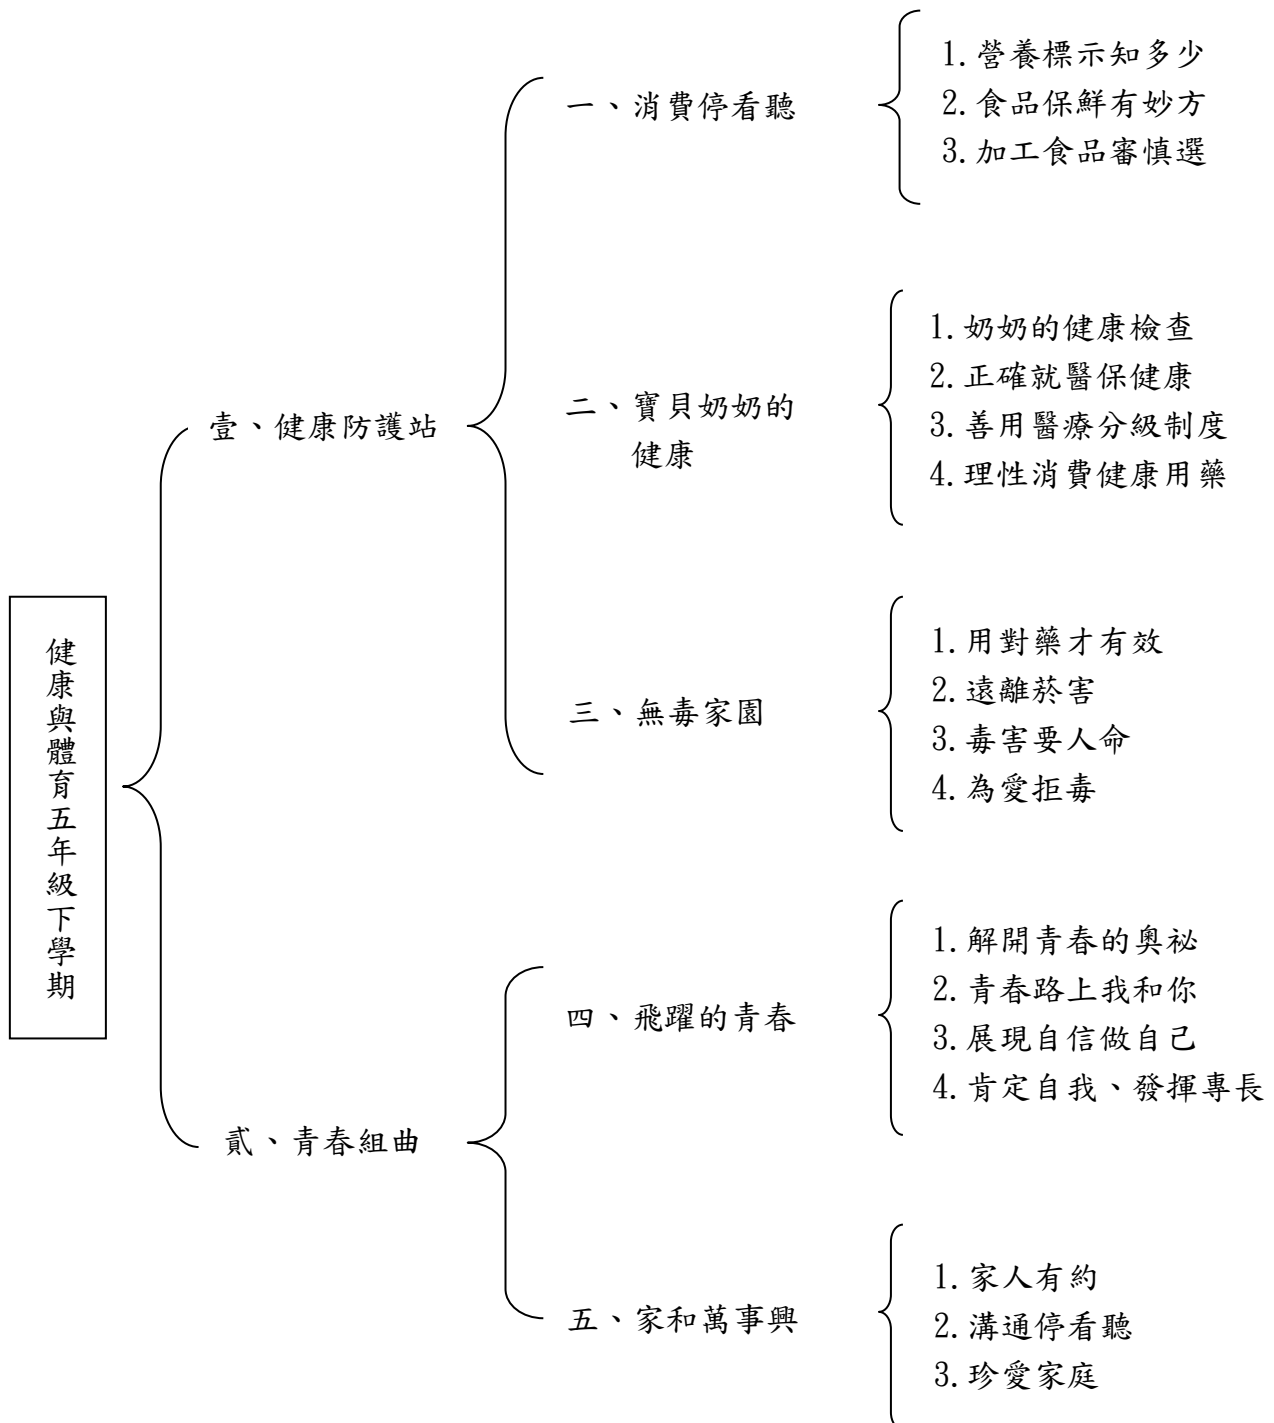 健康與體育五年級下學期
壹、健康防護站
一、消費停看聽
1.營養標示知多少
2.食品保鮮有妙方
3.加工食品審慎選
二、寶貝奶奶的
健康
1.奶奶的健康檢查
2.正確就醫保健康
3.善用醫療分級制度
4.理性消費健康用藥
三、無毒家園
1.用對藥才有效
2.遠離菸害
3.毒害要人命
4.為愛拒毒
貳、青春組曲
四、飛躍的青春
1.解開青春的奧祕
2.青春路上我和你
3.展現自信做自己
4.肯定自我、發揮專長
五、家和萬事興
1.家人有約
2.溝通停看聽
3.珍愛家庭